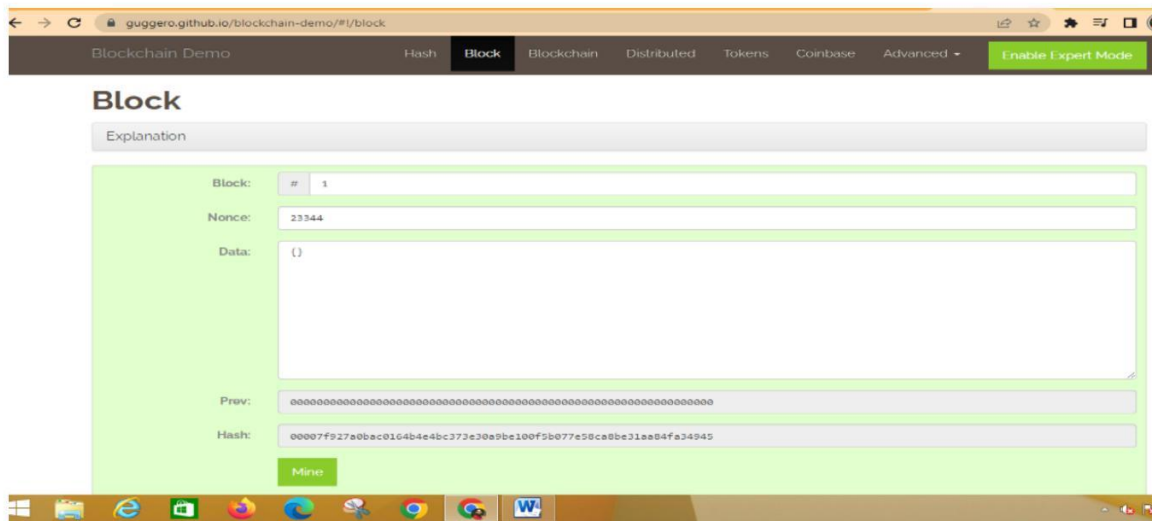 guggero.github.io/blockchain-demo/#!/block
Blockchain Demo Hash Block Blockchain Distributed Tokens Coinbase Advanced Enable Expert Mode
Block
Explanation
Block: # 1
Nonce: 23344
Data: {}
Prev: 0000000000000000000000000000000000000000000000000000000000000000
Hash: 00007f927a0bac0164b4e4bc373e30a9be100f5b077e58ca8be31aa84fa34945
Mine